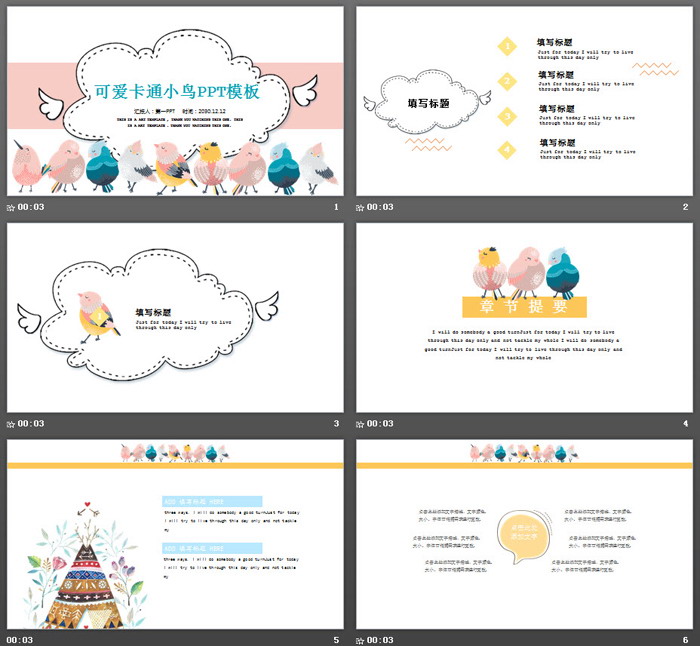 可爱卡通小鸟PPT模板
汇报人：第一PPT 时间：2030.12.12
THIS IS A ART TEMPLATE , THANK YOU WATCHING THIS ONE. THIS
IS A ART TEMPLATE , THANK YOU WATCHING THIS ONE.
00:03
1
填写标题
1
填写标题
Just for today I will try to live
through this day only
2
填写标题
Just for today I will try to live
through this day only
3
填写标题
Just for today I will try to live
through this day only
4
填写标题
Just for today I will try to live
through this day only
00:03
2
1
填写标题
Just for today I will try to live
through this day only
00:03
3
章节提要
I will do somebody a good turnJust for today I will try to live
through this day only and not tackle my whole I will do somebody a
good turnJust for today I will try to live through this day only and
not tackle my whole
00:03
4
ADD 填写标题 HERE
three ways. I will do somebody a good turnJust for today
I will try to live through this day only and not tackle
my
ADD 填写标题 HERE
three ways. I will do somebody a good turnJust for today
I will try to live through this day only and not tackle
my
00:03
5
点击此处
添加文字
00:03
6